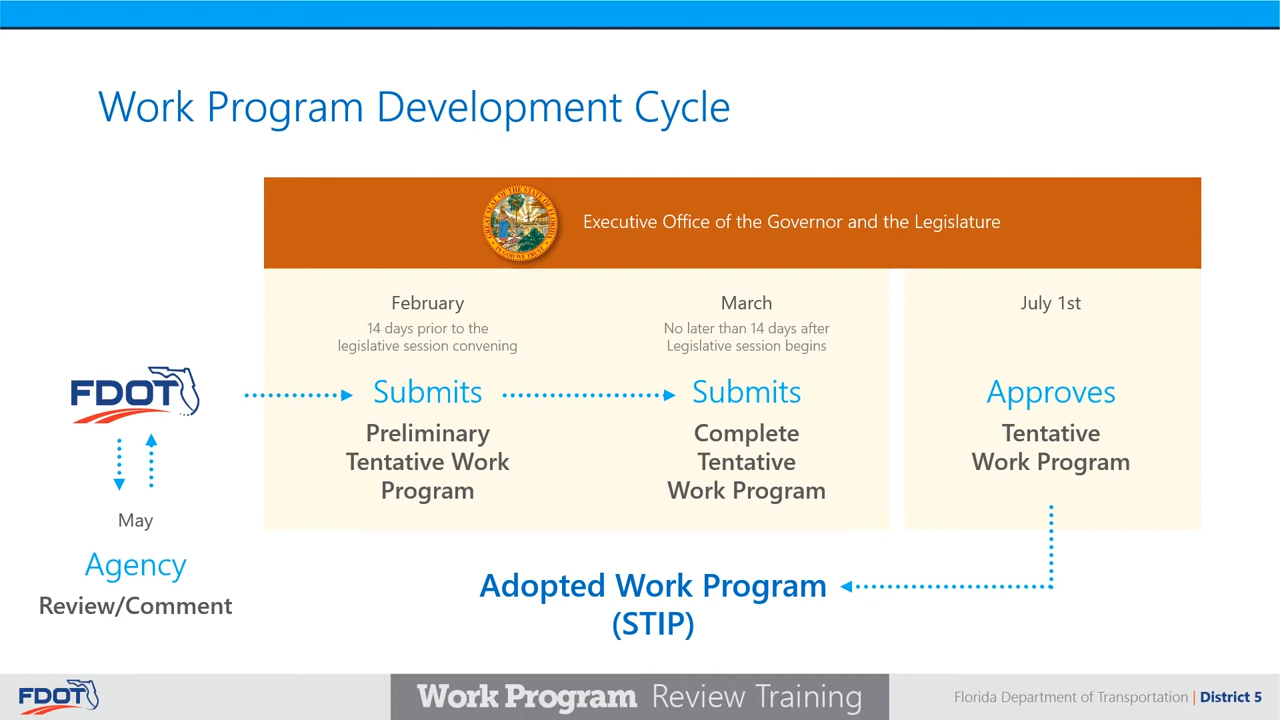 Work Program Development Cycle
Executive Office of the Governor and the Legislature
February
14 days prior to the
legislative session convening
Submits
Preliminary
Tentative Work
Program
March
No later than 14 days after
Legislative session begins
Submits
Complete
Tentative
Work Program
July 1st
Approves
Tentative
Work Program
FDOT
May
Agency
Review/Comment
Adopted Work Program
(STIP)
FDOT
Work Program Review Training
Florida Department of Transportation | District 5